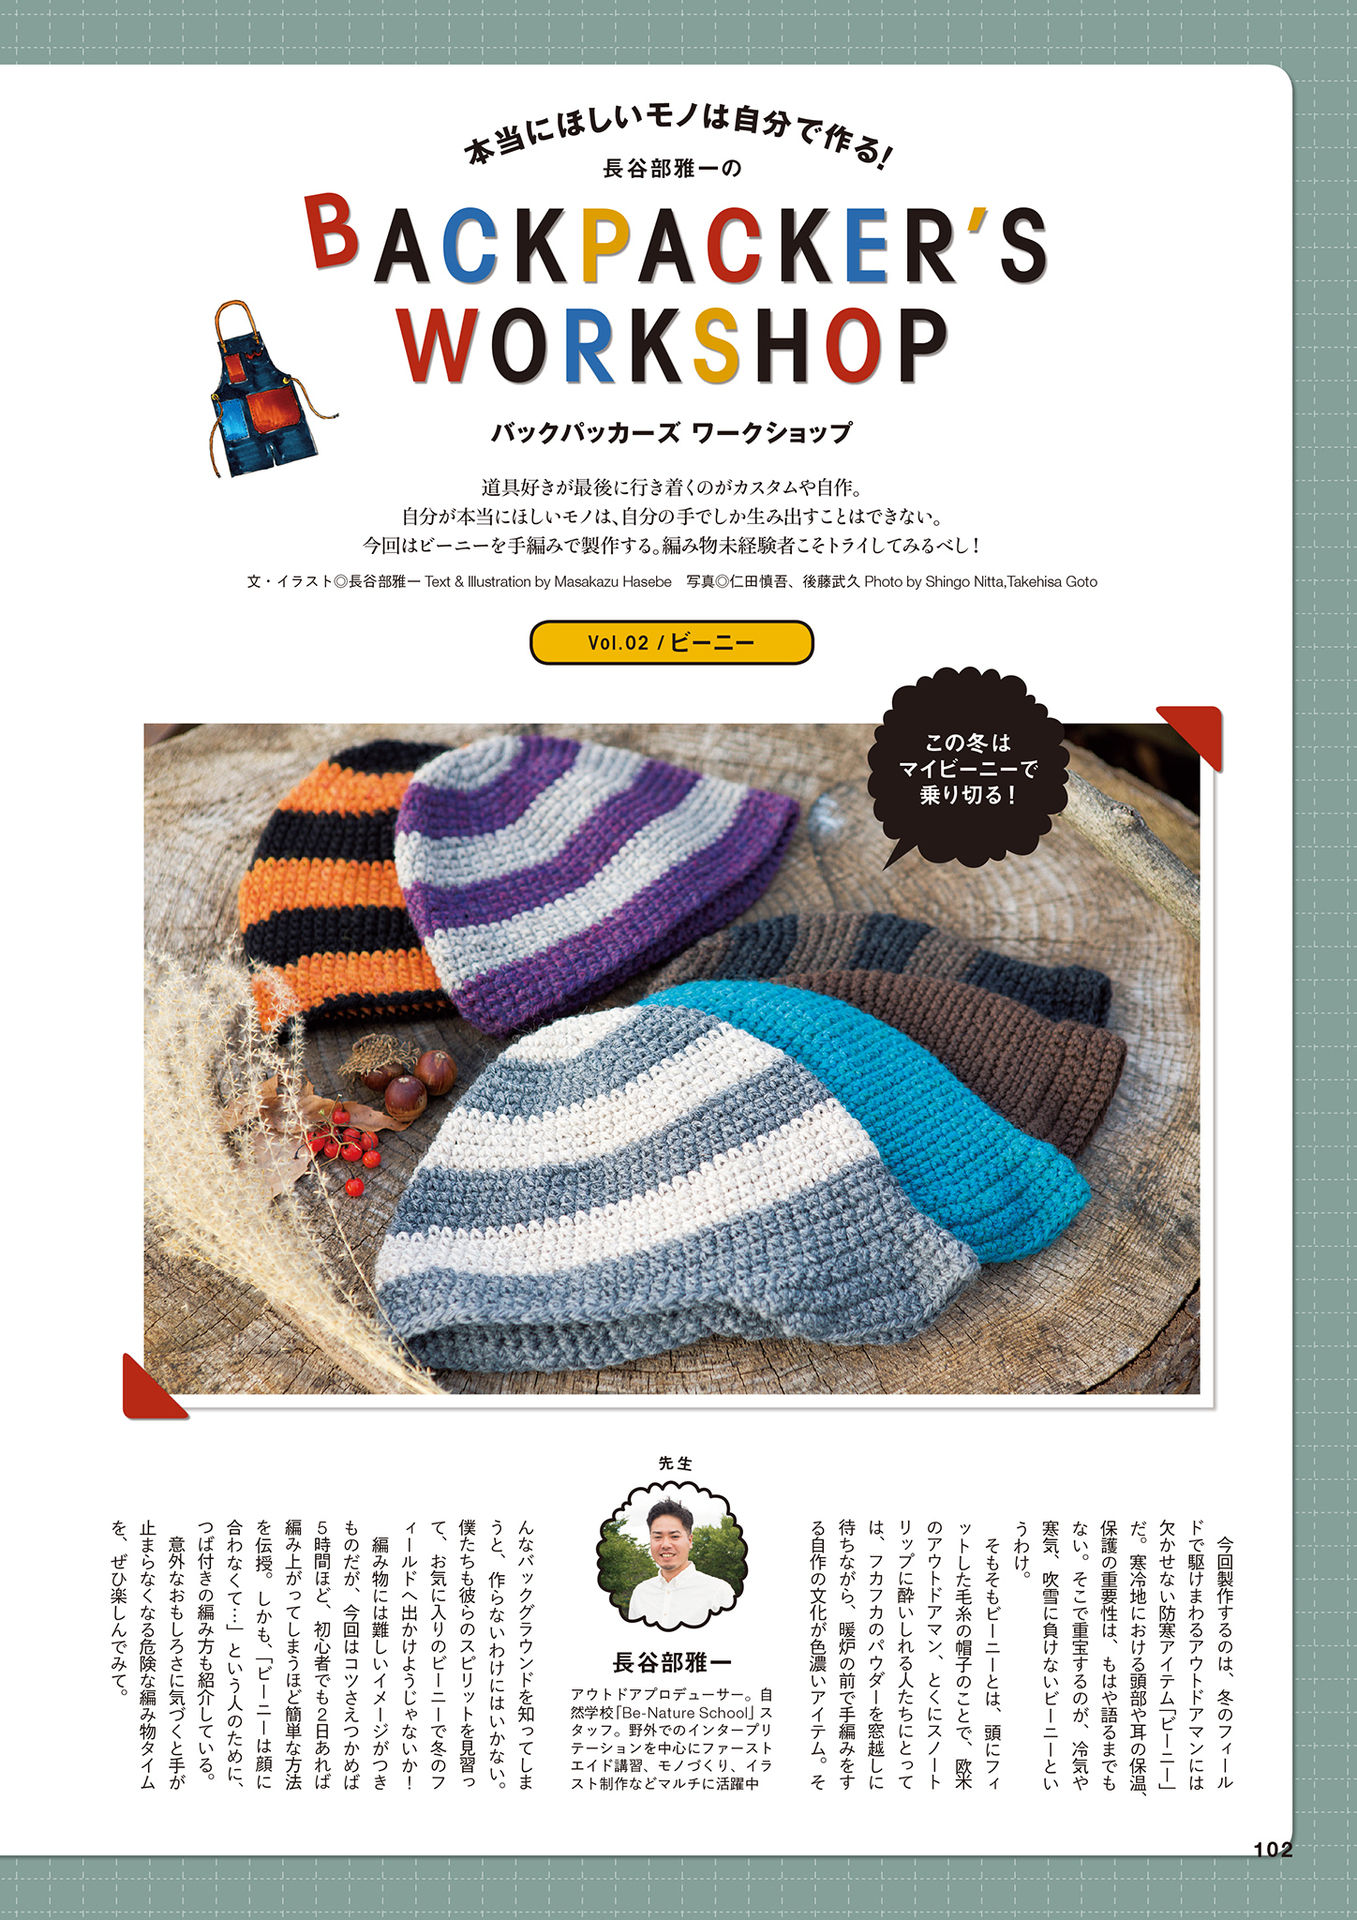 本当にほしいモノは自分で作る!
長谷部雅一の
BACKPACKER'S
WORKSHOP
バックパッカーズ ワークショップ
道具好きが最後に行き着くのがカスタムや自作。
自分が本当にほしいモノは、自分の手でしか生み出すことはできない。
今回はビーニーを手編みで製作する。編み物未経験者こそトライしてみるべし!
文・イラスト◎長谷部雅一 Text & Illustration by Masakazu Hasebe 写真◎仁田慎吾、後藤武久 Photo by Shingo Nitta,Takehisa Goto
Vol.02 / ビーニー
この冬は
マイビーニーで
乗り切る!
今回製作するのは、冬のフィール
ドで駆けまわるアウトドアマンには
欠かせない防寒アイテム「ビーニー」
だ。寒冷地における頭部や耳の保温、
保護の重要性は、もはや語るまでも
ない。そこで重宝するのが、冷気や
寒気、吹雪に負けないビーニーとい
うわけ。
そもそもビーニーとは、頭にフィ
ットした毛糸の帽子のことで、欧米
のアウトドアマン、とくにスノート
リップに酔いしれる人たちにとって
は、フカフカのパウダーを窓越しに
待ちながら、暖炉の前で手編みをす
る自作の文化が色濃いアイテム。そ
んなバックグラウンドを知ってしま
うと、作らないわけにはいかない。
僕たちも彼らのスピリットを見習っ
て、お気に入りのビーニーで冬のフ
ィールドへ出かけようじゃないか!
編み物には難しいイメージがつき
ものだが、今回はコツさえつかめば
5時間ほど、初心者でも2日あれば
編み上がってしまうほど簡単な方法
を伝授。しかも、「ビーニーは顔に
合わなくて…」という人のために、
つば付きの編み方も紹介している。
意外なおもしろさに気づくと手が
止まらなくなる危険な編み物タイム
を、ぜひ楽しんでみて。
先生
長谷部雅一
アウトドアプロデューサー。自
然学校「Be-Nature School」ス
タッフ。野外でのインタープリ
テーションを中心にファースト
エイド講習、モノづくり、イラ
スト制作などマルチに活躍中
102